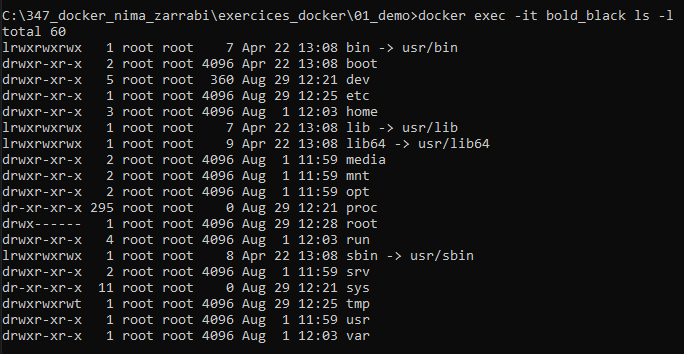 C:\347_docker_nima_zarrabi\exercices_docker\01_demo>docker exec -it bold_black ls -l
total 60
lrwxrwxrwx   1 root root    7 Apr 22 13:08 bin -> usr/bin
drwxr-xr-x   2 root root 4096 Apr 22 13:08 boot
drwxr-xr-x   5 root root  360 Aug 29 12:21 dev
drwxr-xr-x   1 root root 4096 Aug 29 12:25 etc
drwxr-xr-x   3 root root 4096 Aug  1 12:03 home
lrwxrwxrwx   1 root root    7 Apr 22 13:08 lib -> usr/lib
lrwxrwxrwx   1 root root    9 Apr 22 13:08 lib64 -> usr/lib64
drwxr-xr-x   2 root root 4096 Aug  1 11:59 media
drwxr-xr-x   2 root root 4096 Aug  1 11:59 mnt
drwxr-xr-x   2 root root 4096 Aug  1 11:59 opt
dr-xr-xr-x 295 root root    0 Aug 29 12:21 proc
drwx------   1 root root 4096 Aug 29 12:28 root
drwxr-xr-x   4 root root 4096 Aug  1 12:03 run
lrwxrwxrwx   1 root root    8 Apr 22 13:08 sbin -> usr/sbin
drwxr-xr-x   2 root root 4096 Aug  1 11:59 srv
dr-xr-xr-x  11 root root    0 Aug 29 12:21 sys
drwxrwxrwt   1 root root 4096 Aug 29 12:25 tmp
drwxr-xr-x   1 root root 4096 Aug  1 11:59 usr
drwxr-xr-x   1 root root 4096 Aug  1 12:03 var